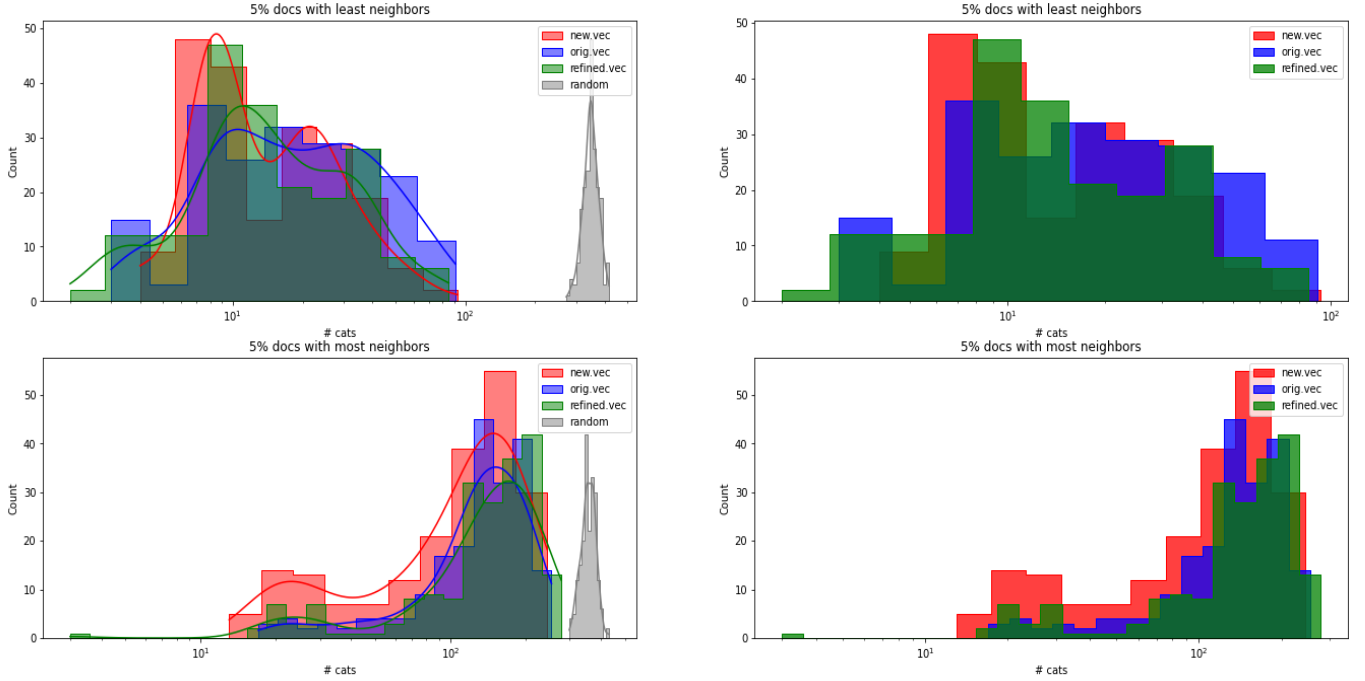 5% docs with least neighbors
50
40
30
20
10
0
Count
new.vec
orig.vec
refined.vec
random
10¹
10²
# cats
5% docs with least neighbors
50
40
30
20
10
0
Count
new.vec
orig.vec
refined.vec
10¹
10²
# cats
5% docs with most neighbors
50
40
30
20
10
0
Count
new.vec
orig.vec
refined.vec
random
10¹
10²
# cats
5% docs with most neighbors
50
40
30
20
10
0
Count
new.vec
orig.vec
refined.vec
10¹
10²
# cats